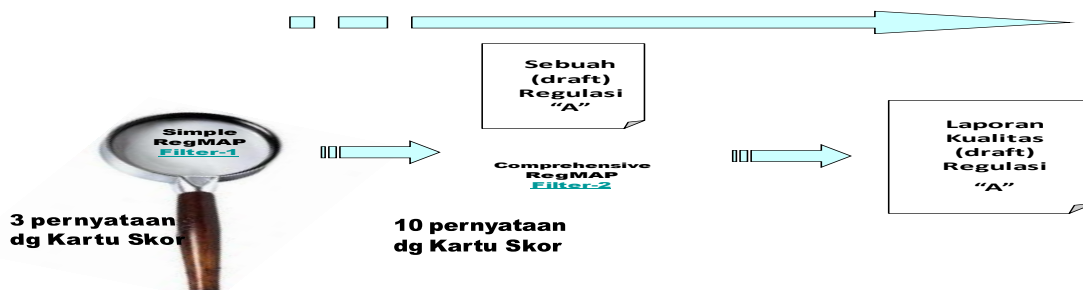 Simple
RegMAP
Filter-1
3 pernyataan
dg Kartu Skor
Sebuah
(draft)
Regulasi
“A”
Comprehensive
RegMAP
Filter-2
10 pernyataan
dg Kartu Skor
Laporan
Kualitas
(draft)
Regulasi
“A”